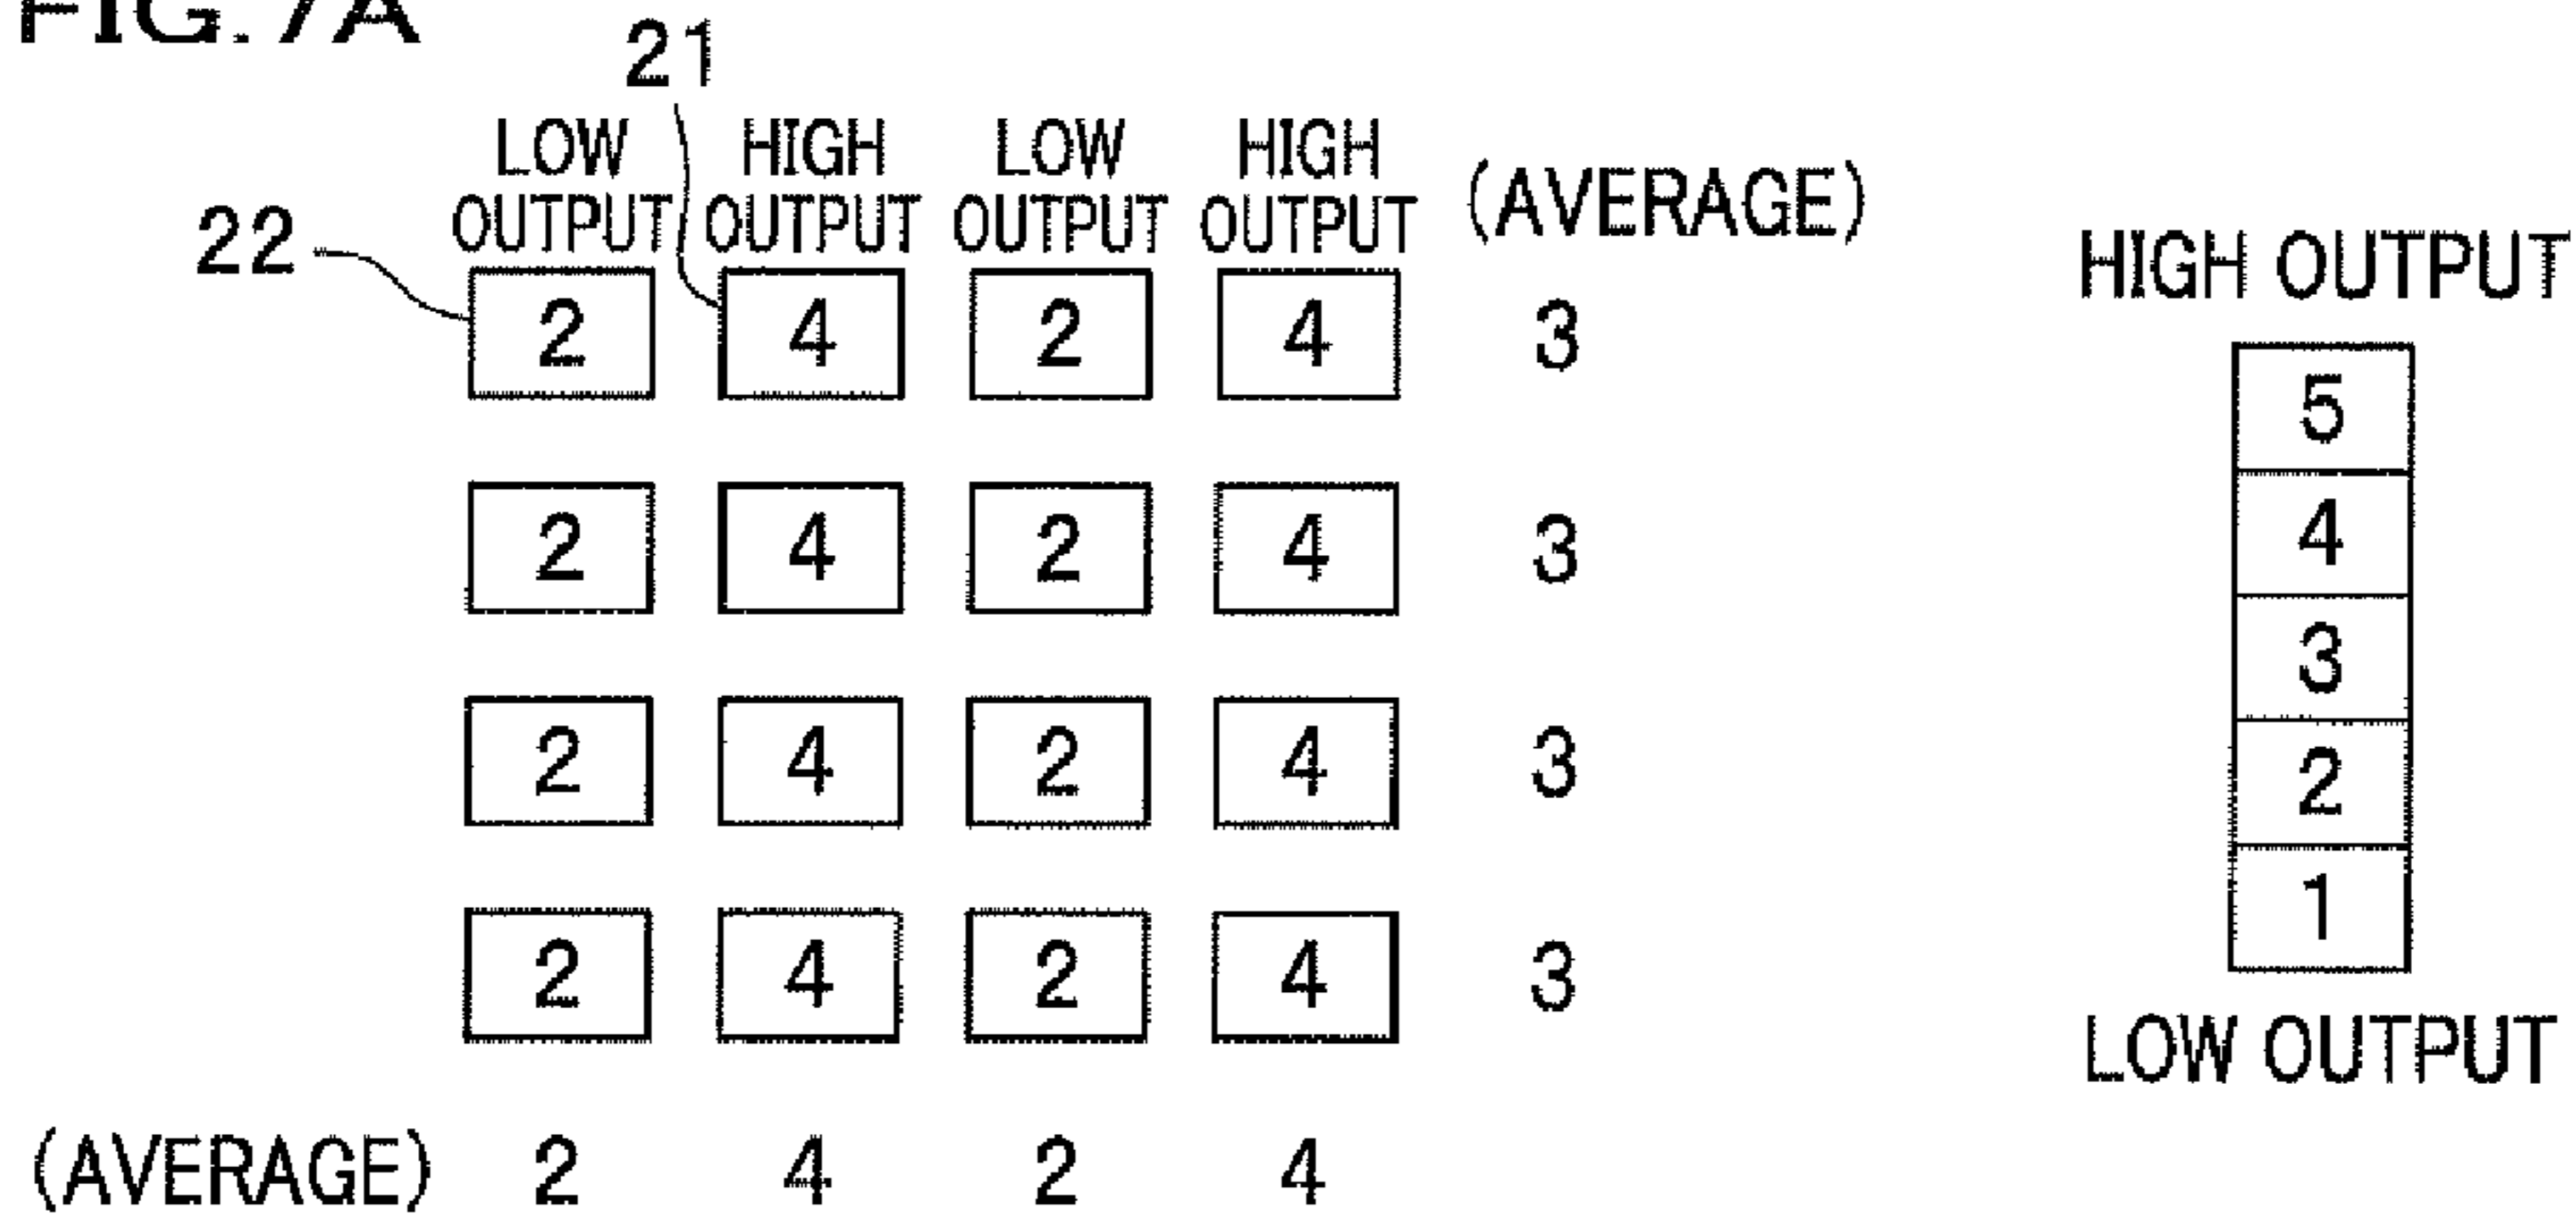 FIG. 7A
21
LOW HIGH LOW HIGH
OUTPUT OUTPUT OUTPUT OUTPUT (AVERAGE)
22
2 4 2 4 3
2 4 2 4 3
2 4 2 4 3
2 4 2 4 3
(AVERAGE) 2 4 2 4
HIGH OUTPUT
5
4
3
2
1
LOW OUTPUT